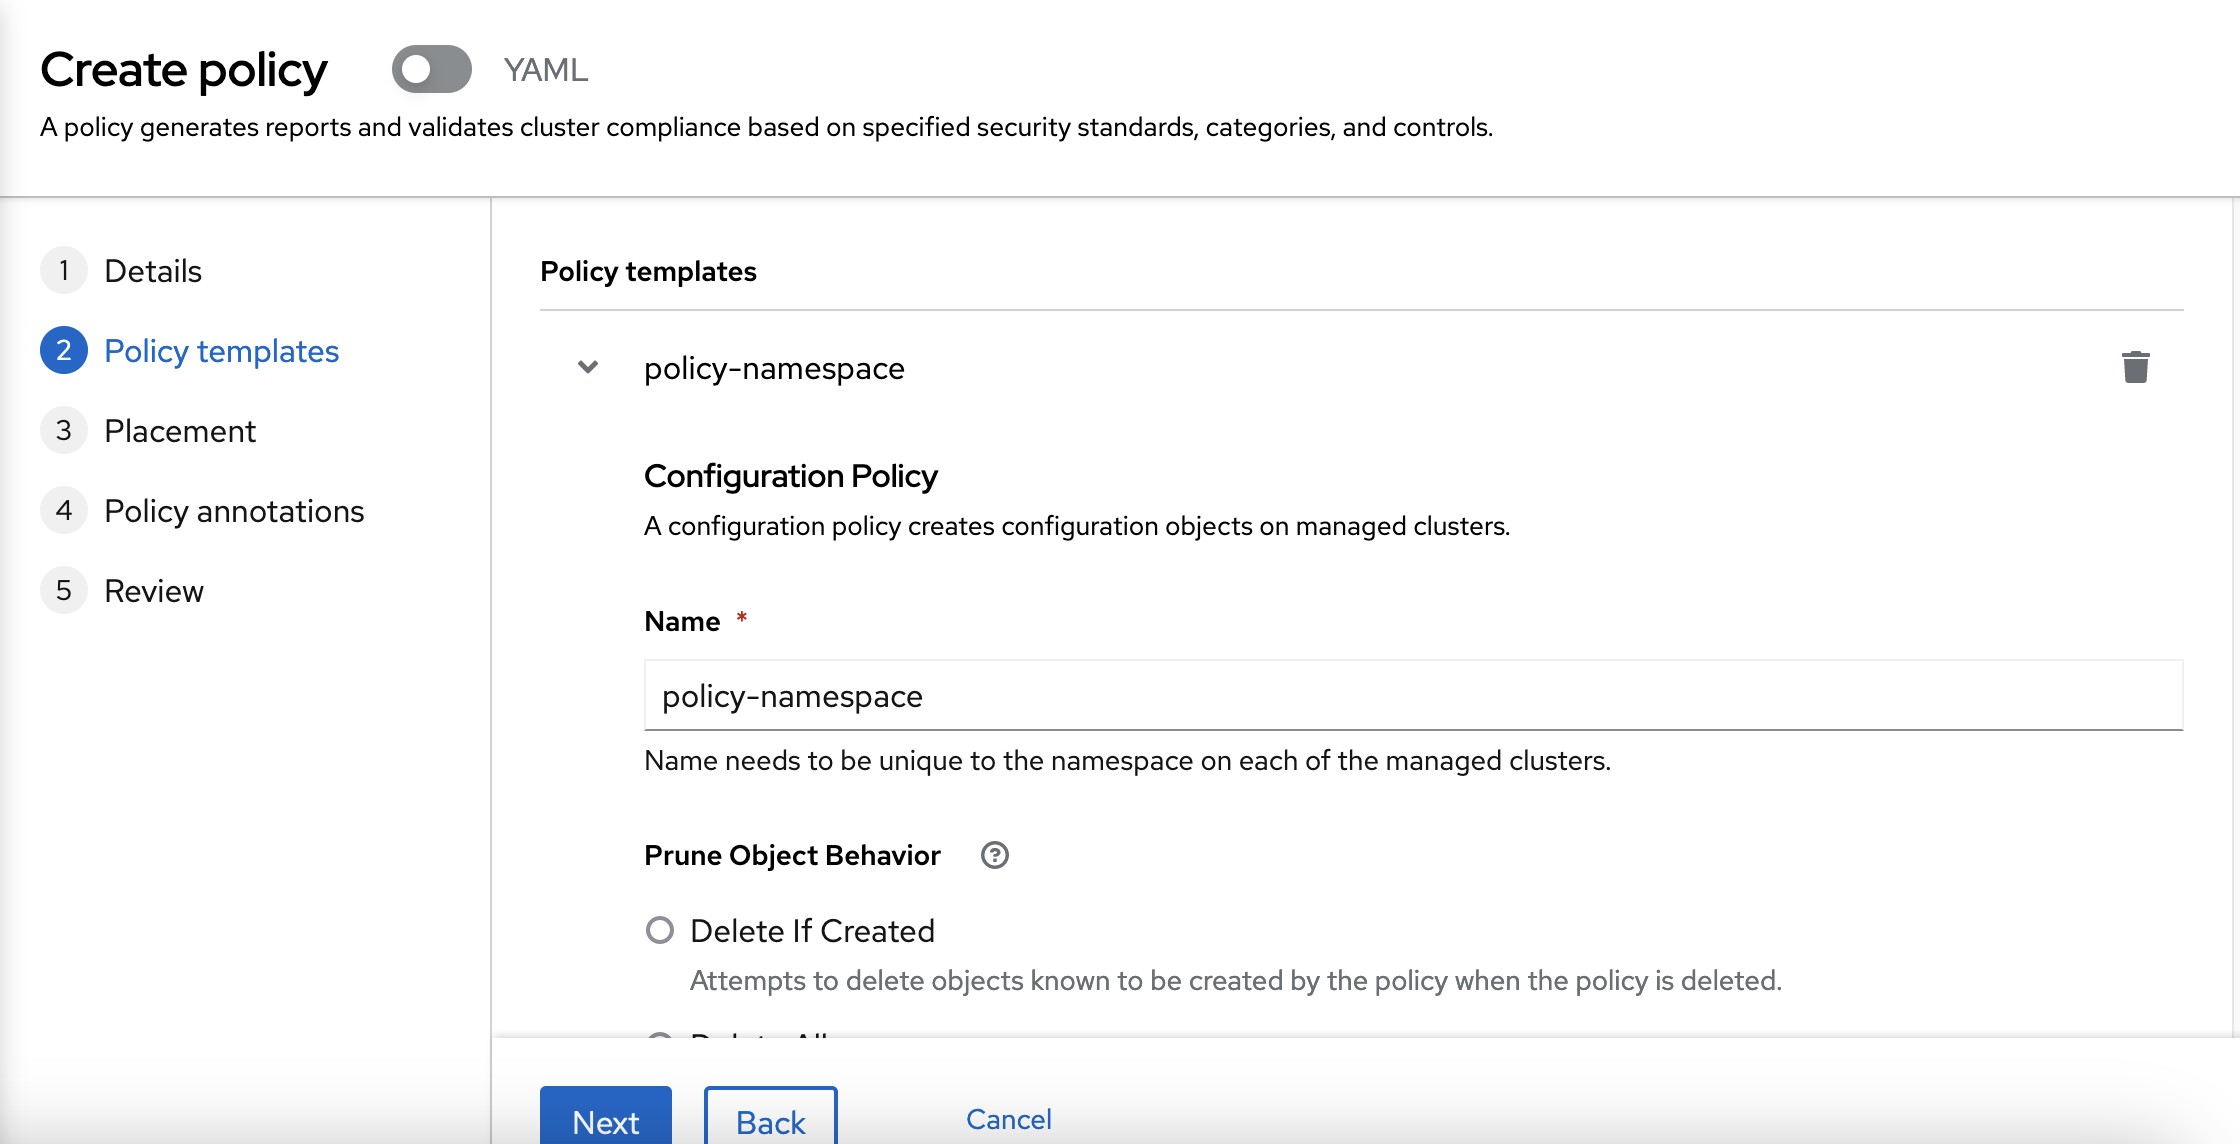 Create policy YAML
A policy generates reports and validates cluster compliance based on specified security standards, categories, and controls.
1 Details
2 Policy templates
3 Placement
4 Policy annotations
5 Review
Policy templates
policy-namespace
Configuration Policy
A configuration policy creates configuration objects on managed clusters.
Name *
policy-namespace
Name needs to be unique to the namespace on each of the managed clusters.
Prune Object Behavior
Delete If Created
Attempts to delete objects known to be created by the policy when the policy is deleted.
Next Back Cancel